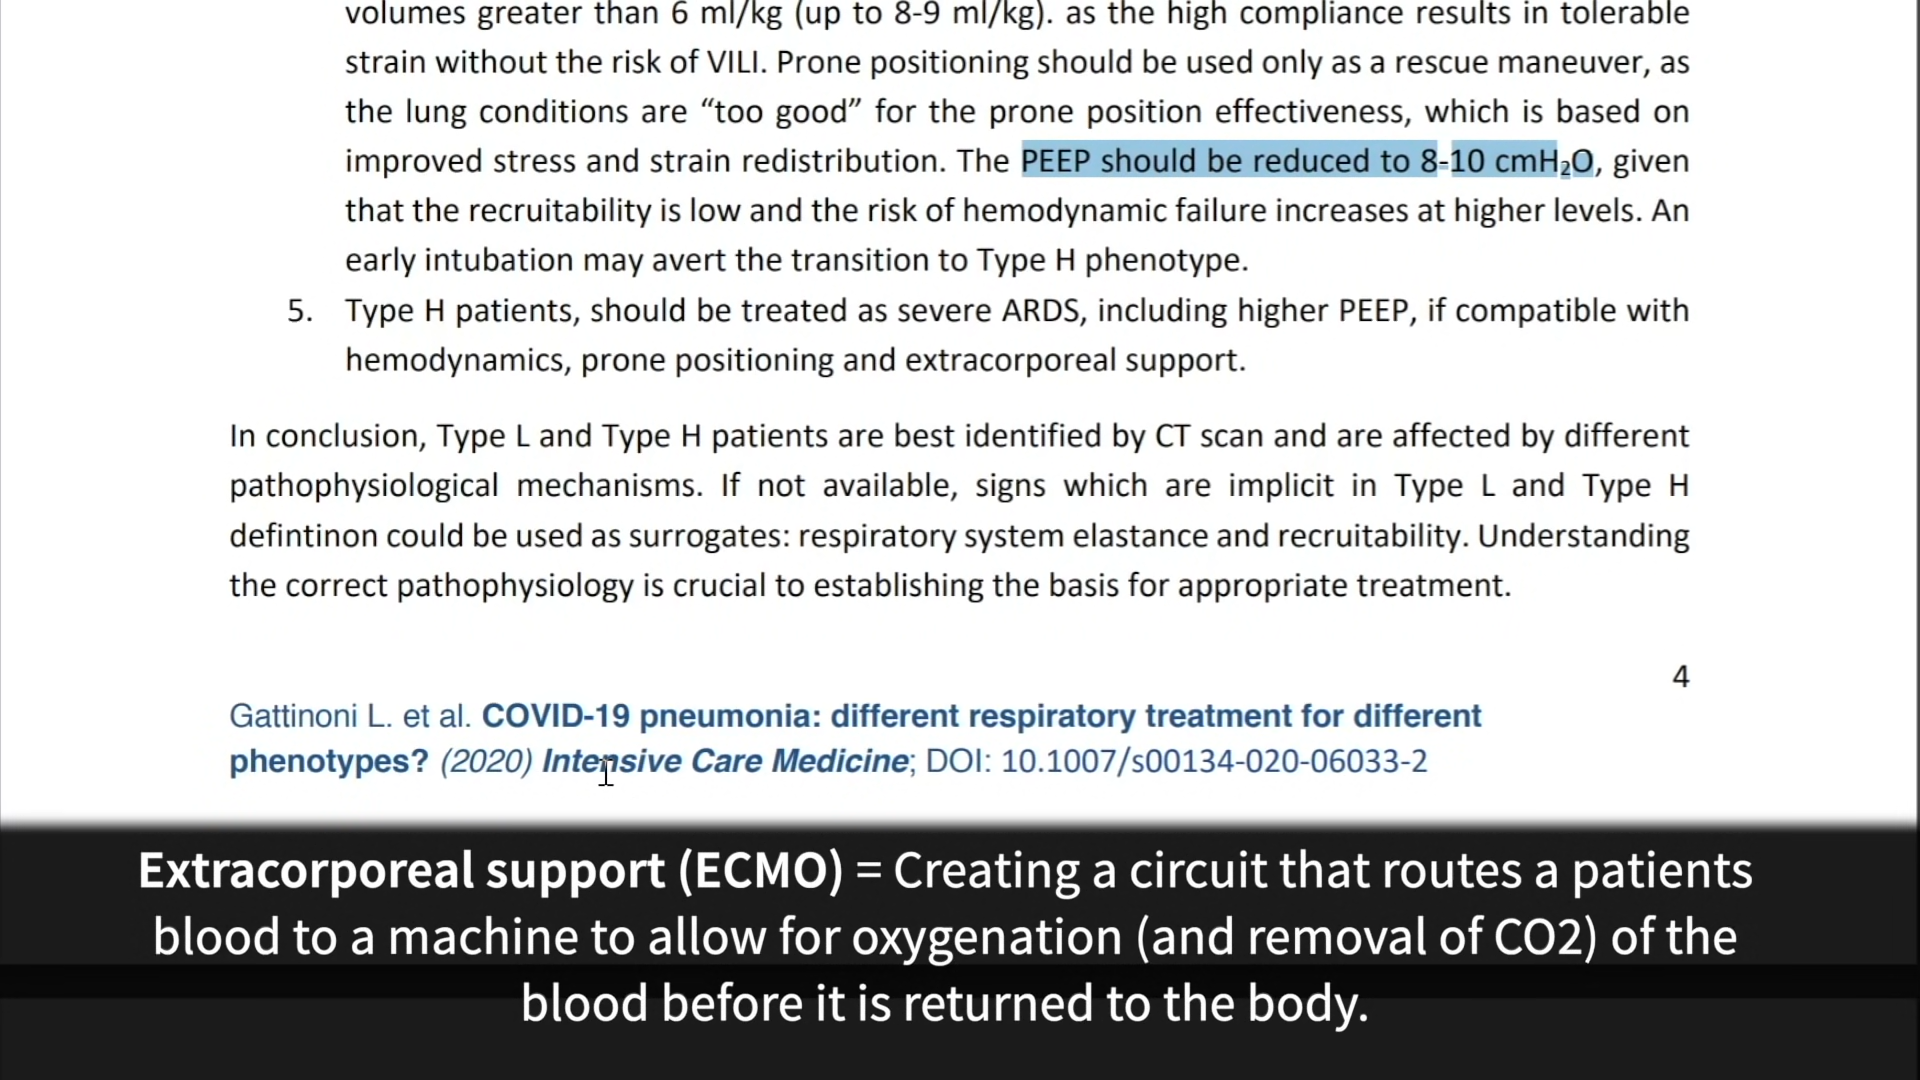 volumes greater than 6 ml/kg (up to 8-9 ml/kg). as the high compliance results in tolerable
strain without the risk of VILI. Prone positioning should be used only as a rescue maneuver, as
the lung conditions are “too good” for the prone position effectiveness, which is based on
improved stress and strain redistribution. The PEEP should be reduced to 8-10 cmH₂O, given
that the recruitability is low and the risk of hemodynamic failure increases at higher levels. An
early intubation may avert the transition to Type H phenotype.
5. Type H patients, should be treated as severe ARDS, including higher PEEP, if compatible with
hemodynamics, prone positioning and extracorporeal support.
In conclusion, Type L and Type H patients are best identified by CT scan and are affected by different
pathophysiological mechanisms. If not available, signs which are implicit in Type L and Type H
defintinon could be used as surrogates: respiratory system elastance and recruitability. Understanding
the correct pathophysiology is crucial to establishing the basis for appropriate treatment.
4
Gattinoni L. et al. COVID-19 pneumonia: different respiratory treatment for different
phenotypes? (2020) Intensive Care Medicine; DOI: 10.1007/s00134-020-06033-2
Extracorporeal support (ECMO) = Creating a circuit that routes a patients
blood to a machine to allow for oxygenation (and removal of CO2) of the
blood before it is returned to the body.